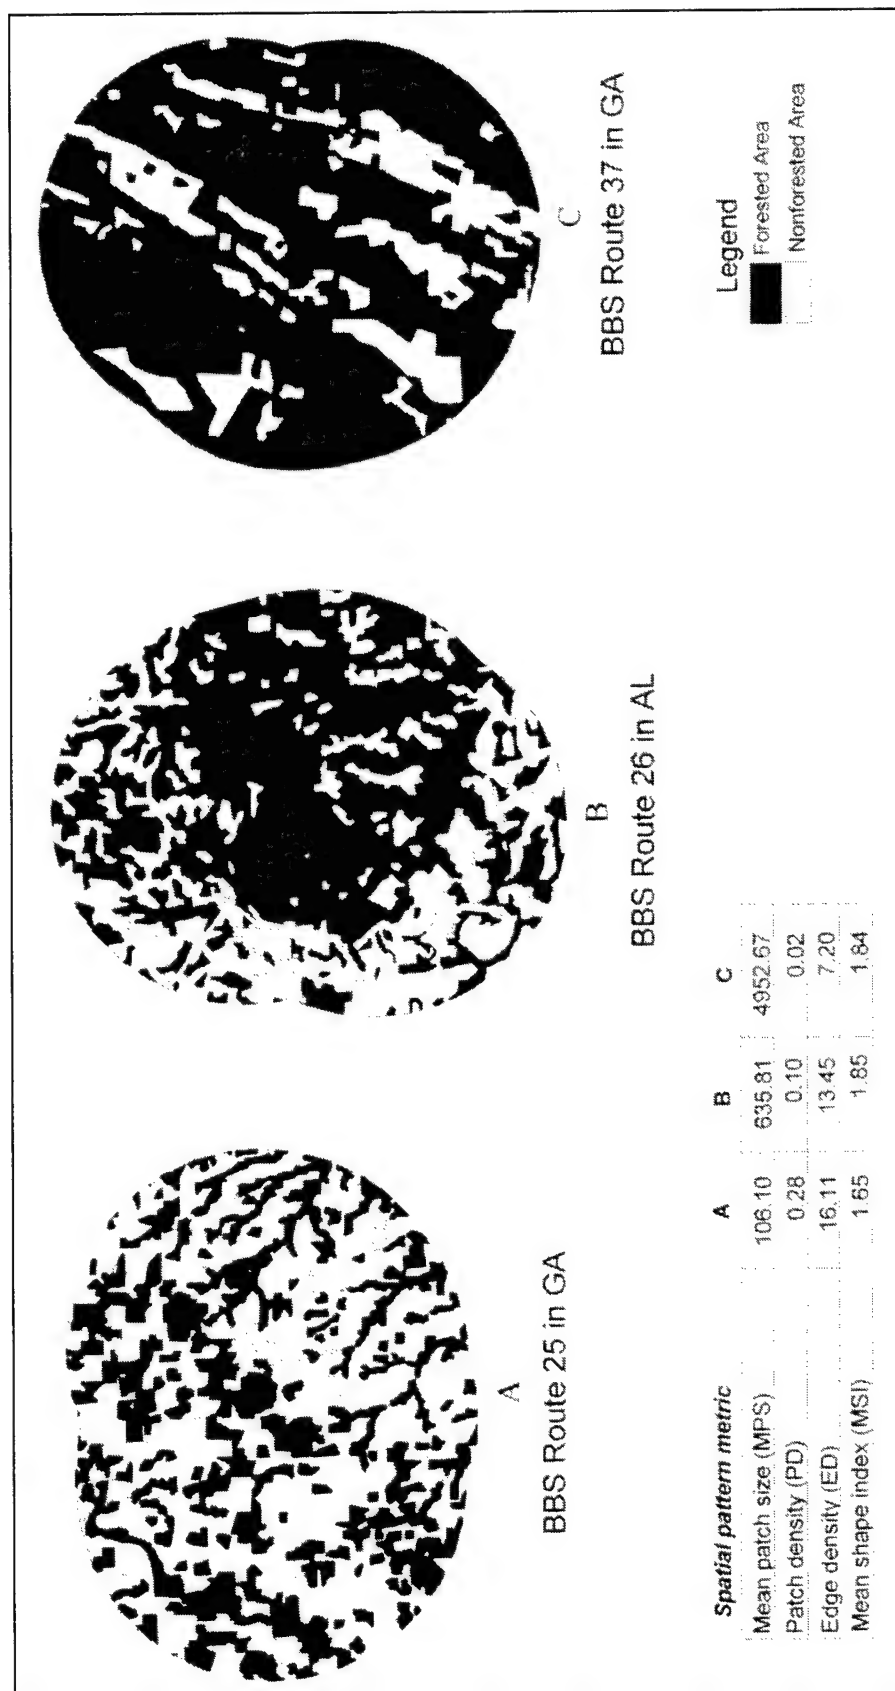 A
BBS Route 25 in GA
B
BBS Route 26 in AL
C
BBS Route 37 in GA
Spatial pattern metric A B C
Mean patch size (MPS) 106.10 635.81 4952.67
Patch density (PD) 0.28 0.10 0.02
Edge density (ED) 16.11 13.45 7.20
Mean shape index (MSI) 1.65 1.85 1.84
Legend
Forested Area
Nonforested Area